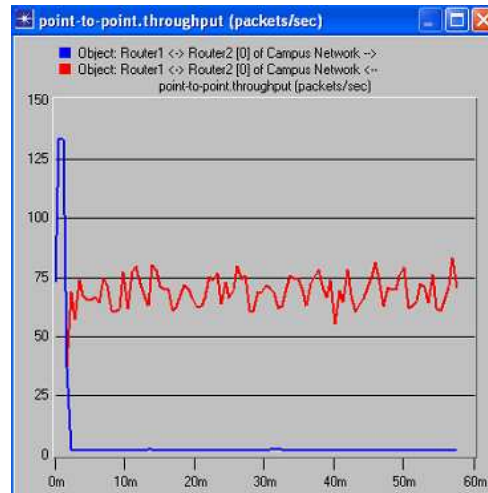 point-to-point.throughput (packets/sec)
Object: Router1 <-> Router2 [0] of Campus Network -->
Object: Router1 <-> Router2 [0] of Campus Network <--
point-to-point.throughput (packets/sec)
150
125
100
75
50
25
0
0m 10m 20m 30m 40m 50m 60m